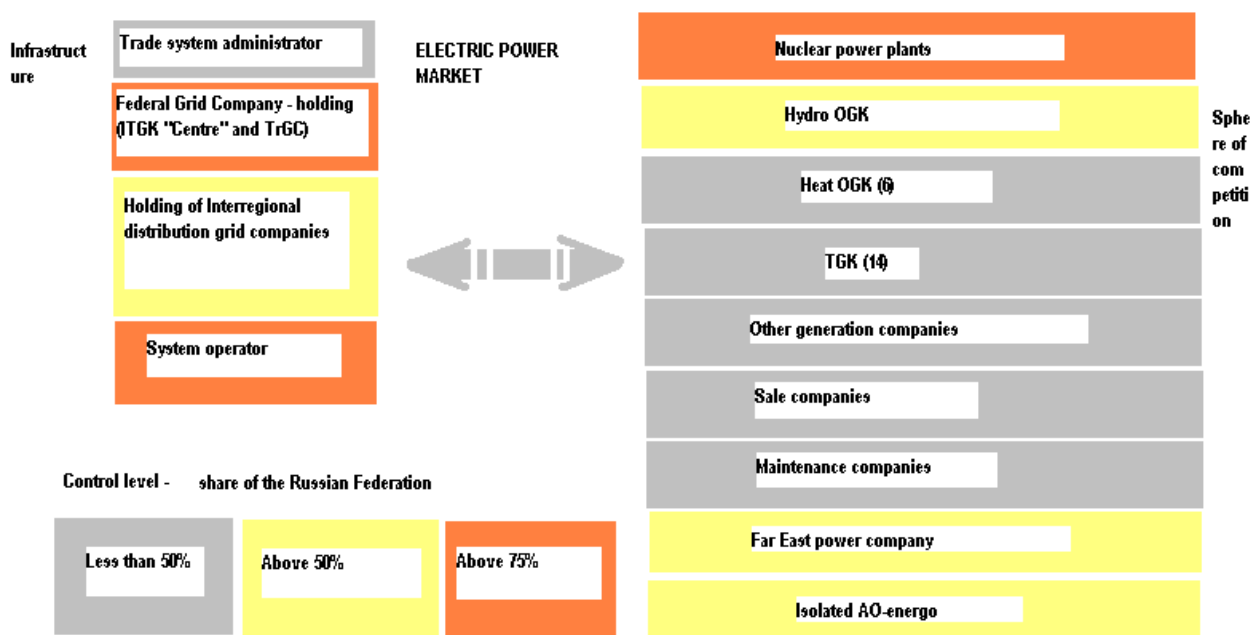 Infrastruct
ure
Trade system administrator
Federal Grid Company - holding
(ITGK "Centre" and TrGC)
Holding of Interregional
distribution grid companies
System operator
ELECTRIC POWER
MARKET
Nuclear power plants
Hydro OGK
Heat OGK (6)
TGK (14)
Other generation companies
Sale companies
Maintenance companies
Far East power company
Isolated AO-energo
Sphe
re of
com
petiti
on
Control level - share of the Russian Federation
Less than 50%
Above 50%
Above 75%